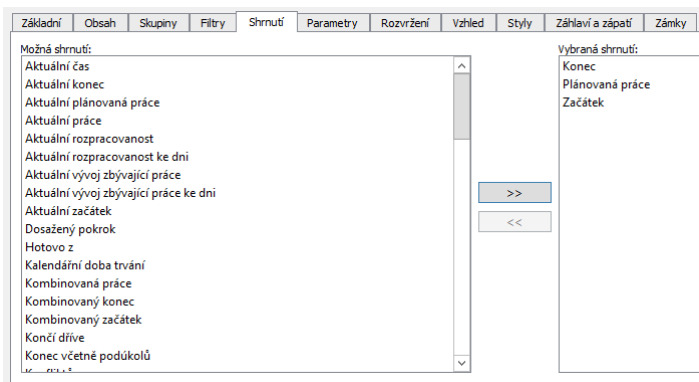 Základní Obsah Skupiny Filtry Shrnutí Parametry Rozvržení Vzhled Styly Záhlaví a zápatí Zámky
Možná shrnutí:
Aktuální čas
Aktuální konec
Aktuální plánovaná práce
Aktuální práce
Aktuální rozpracovanost
Aktuální rozpracovanost ke dni
Aktuální vývoj zbývající práce
Aktuální vývoj zbývající práce ke dni
Aktuální začátek
Dosažený pokrok
Hotovo z
Kalendářní doba trvání
Kombinovaná práce
Kombinovaný konec
Kombinovaný začátek
Končí dříve
Konec včetně podúkolů
>>
<<
Vybraná shrnutí:
Konec
Plánovaná práce
Začátek